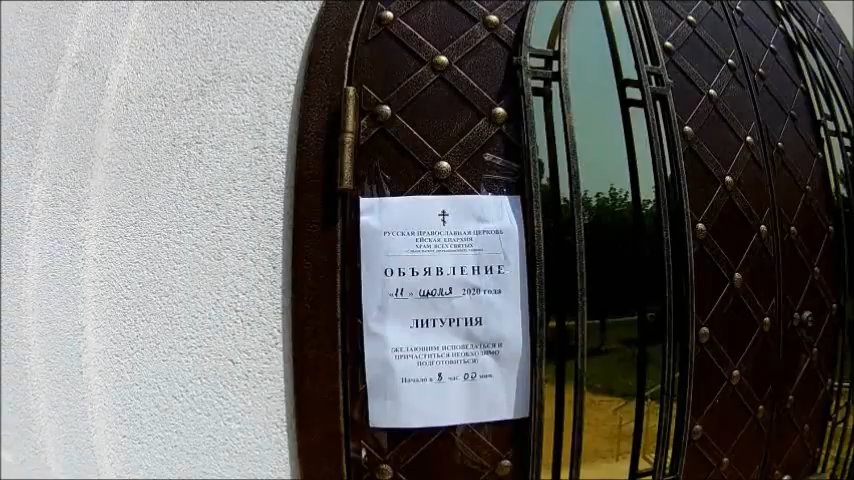 РУССКАЯ ПРАВОСЛАВНАЯ ЦЕРКОВЬ
ЕЙСКАЯ ЕПАРХИЯ
ХРАМ ВСЕХ СВЯТЫХ
ОБЪЯВЛЕНИЕ
«11» июля 2020 года
ЛИТУРГИЯ
(ЖЕЛАЮЩИМ ИСПОВЕДАТЬСЯ И
ПРИЧАСТИТЬСЯ НЕОБХОДИМО
ПОДГОТОВИТЬСЯ)
Начало в 8 час. 00 мин.